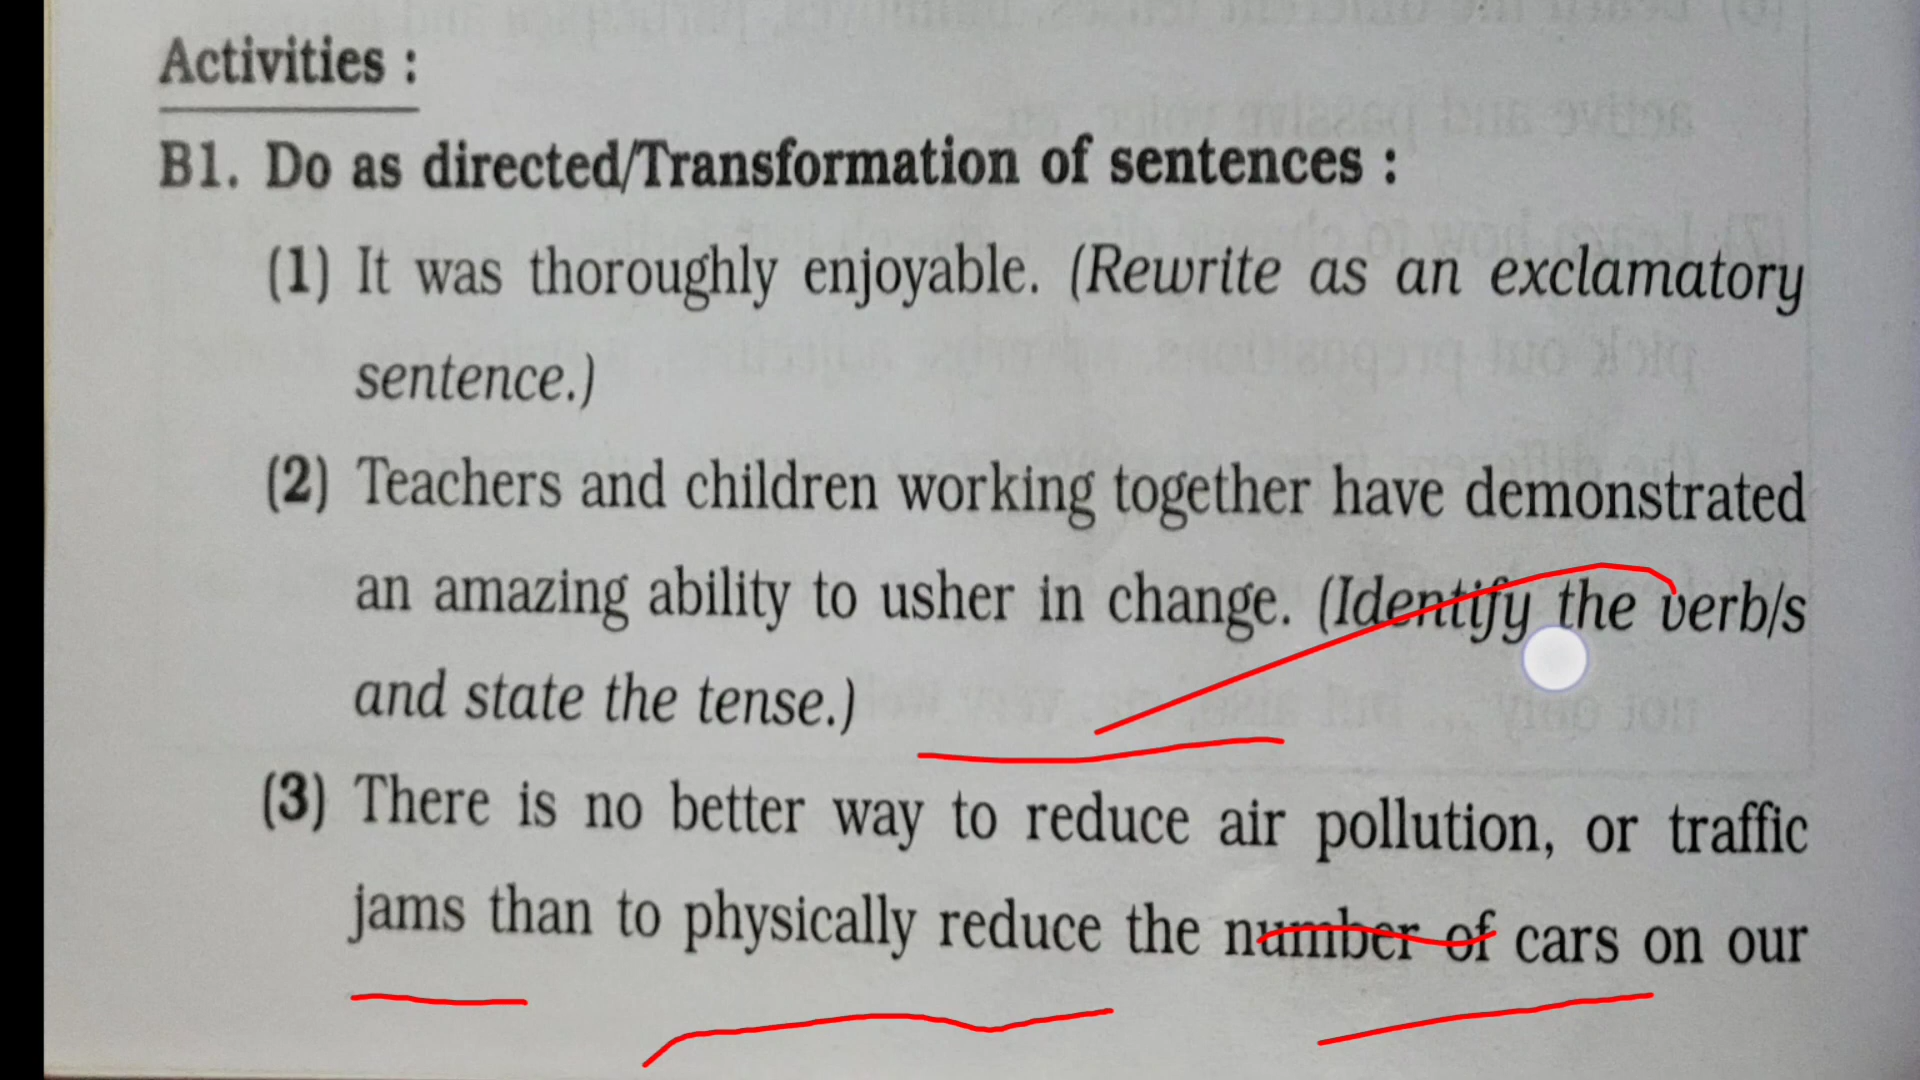 Activities :
B1. Do as directed/Transformation of sentences :
(1) It was thoroughly enjoyable. (Rewrite as an exclamatory
sentence.)
(2) Teachers and children working together have demonstrated
an amazing ability to usher in change. (Identify the verb/s
and state the tense.)
(3) There is no better way to reduce air pollution, or traffic
jams than to physically reduce the number of cars on our